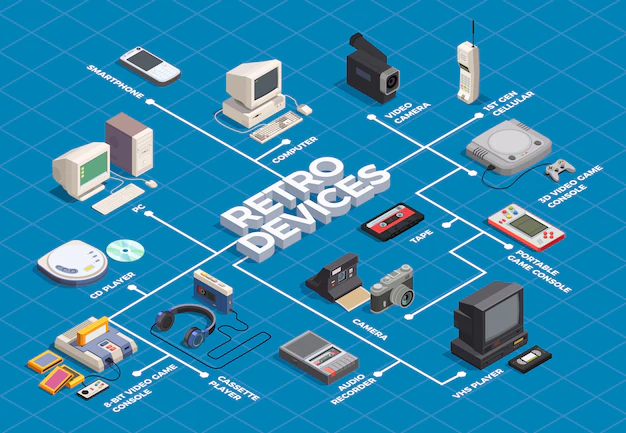 SMARTPHONE
COMPUTER
VIDEO
CAMERA
1ST GEN
CELLULAR
PC
RETRO
DEVICES
3D VIDEO GAME
CONSOLE
TAPE
PORTABLE
GAME CONSOLE
CD PLAYER
CAMERA
8-BIT VIDEO GAME
CONSOLE
CASSETTE
PLAYER
AUDIO
RECORDER
VHS PLAYER